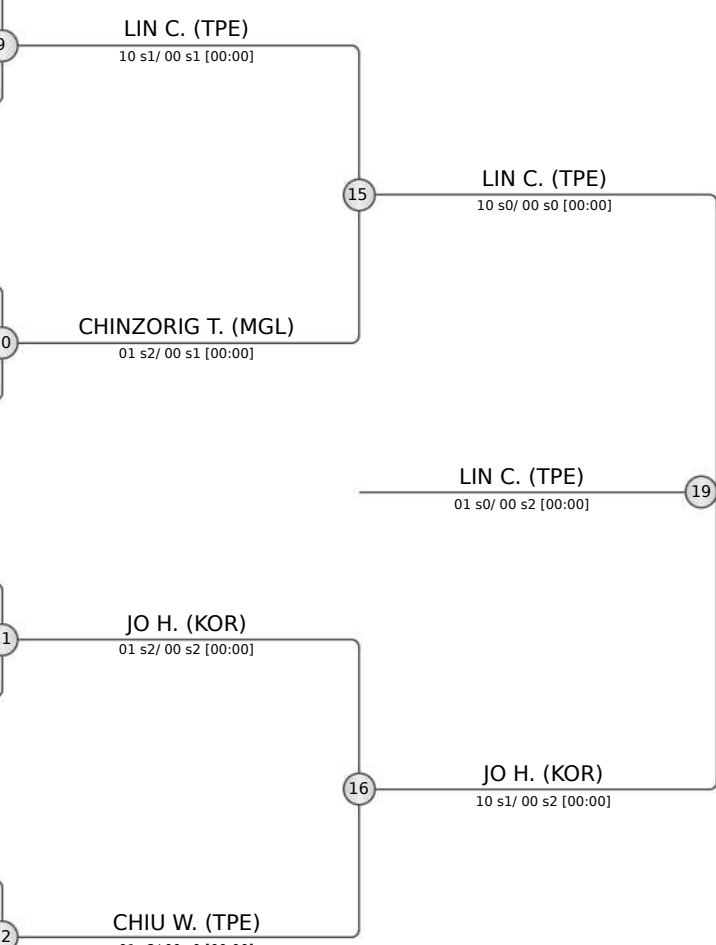 LIN C. (TPE)
9
10 s1/ 00 s1 [00:00]
LIN C. (TPE)
15
10 s0/ 00 s0 [00:00]
CHINZORIG T. (MGL)
0
01 s2/ 00 s1 [00:00]
LIN C. (TPE)
19
01 s0/ 00 s2 [00:00]
JO H. (KOR)
1
01 s2/ 00 s2 [00:00]
JO H. (KOR)
16
10 s1/ 00 s2 [00:00]
CHIU W. (TPE)
2